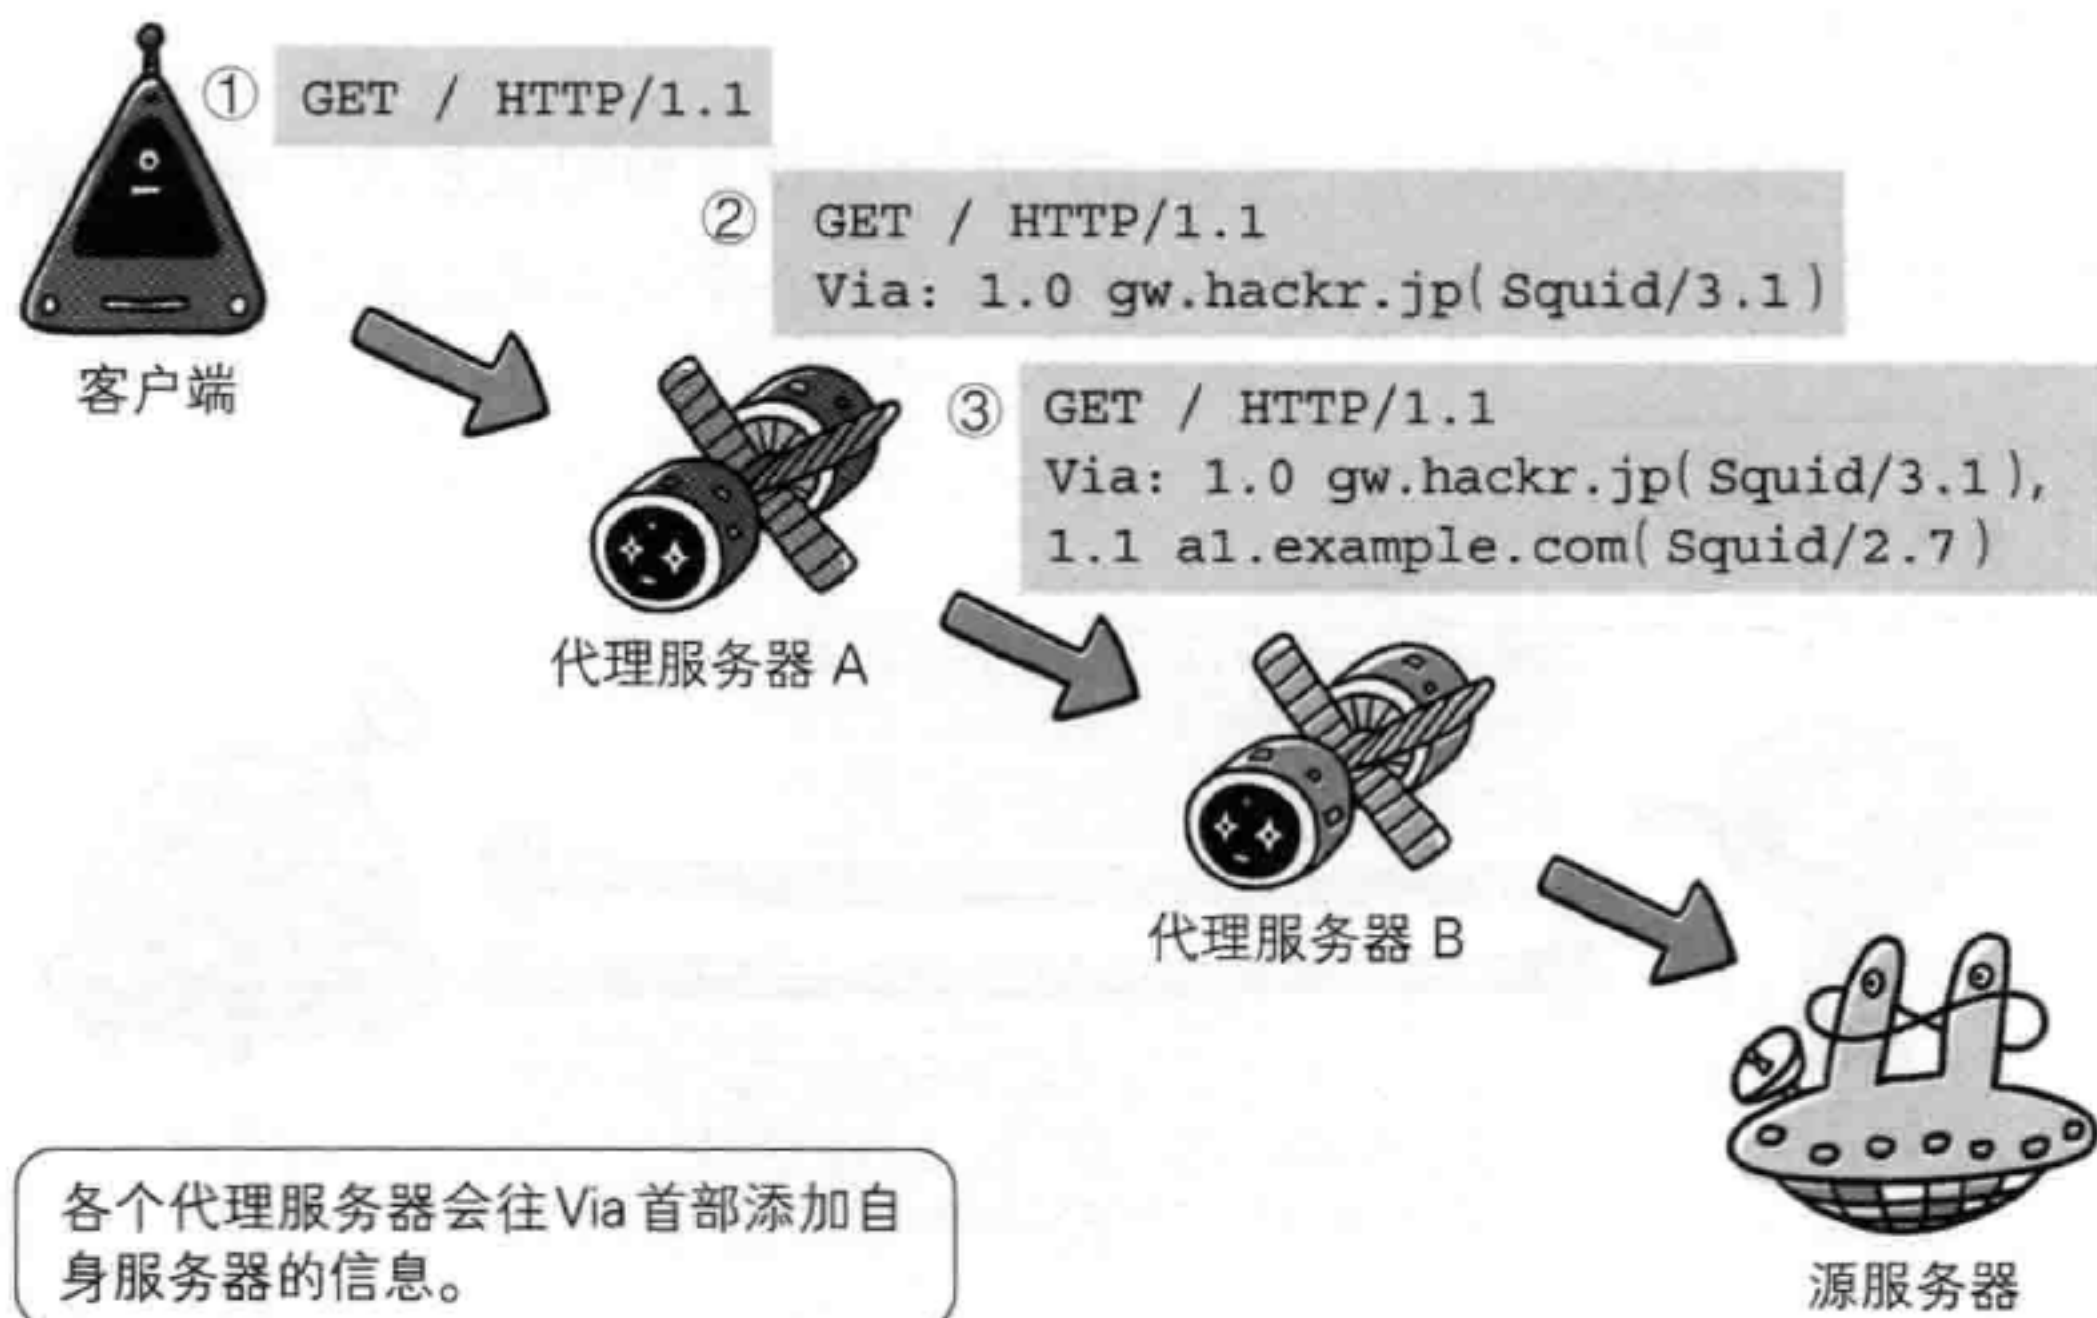 ① GET / HTTP/1.1
② GET / HTTP/1.1
Via: 1.0 gw.hackr.jp(Squid/3.1)
客户端
③ GET / HTTP/1.1
Via: 1.0 gw.hackr.jp(Squid/3.1),
1.1 a1.example.com(Squid/2.7)
代理服务器 A
代理服务器 B
各个代理服务器会往Via首部添加自
身服务器的信息。
源服务器